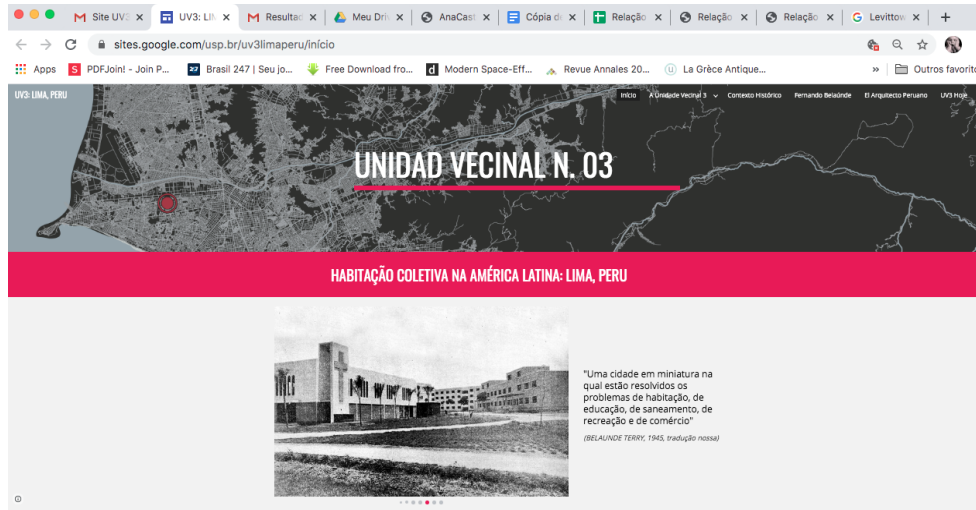 Site UV3
UV3: LIM
Resultad
Meu Driv
AnaCast
Cópia de
Relação
Relação
Relação
Levittow
sites.google.com/usp.br/uv3limaperu/início
Apps
PDFJoin! - Join P...
Brasil 247 | Seu jo...
Free Download fro...
Modern Space-Eff...
Revue Annales 20...
La Grèce Antique...
»
Outros favorito
UV3: LIMA, PERU
Início
A Unidade Vecinal 3
Contexto Histórico
Fernando Belaúnde
El Arquitecto Peruano
UV3 Hoje
UNIDAD VECINAL N. 03
HABITAÇÃO COLETIVA NA AMÉRICA LATINA: LIMA, PERU
"Uma cidade em miniatura na
qual estão resolvidos os
problemas de habitação, de
educação, de saneamento, de
recreação e de comércio"
(BELAUNDE TERRY, 1945, tradução nossa)